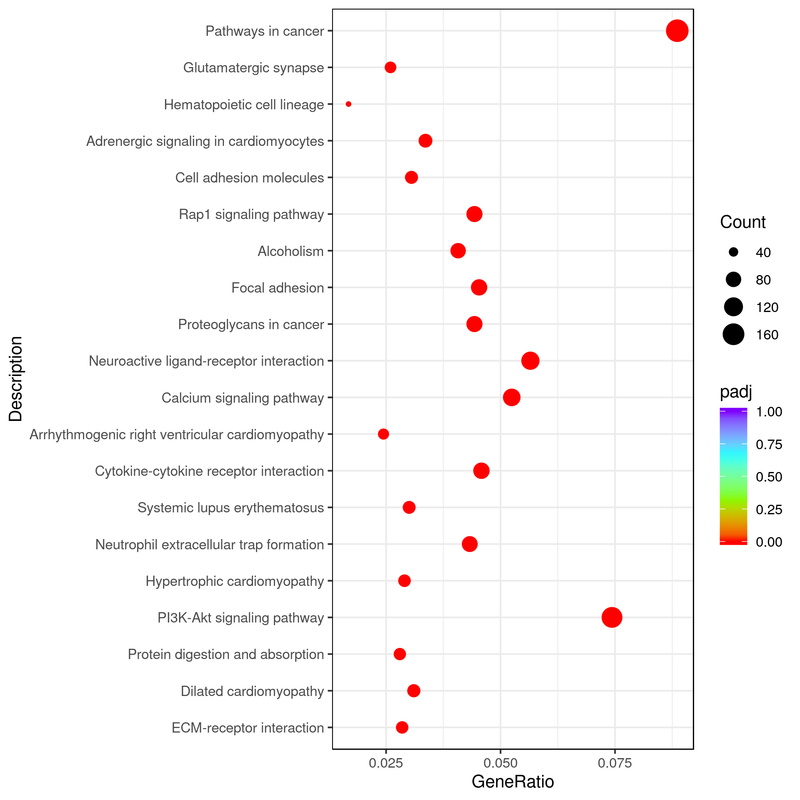 Pathways in cancer
Glutamatergic synapse
Hematopoietic cell lineage
Adrenergic signaling in cardiomyocytes
Cell adhesion molecules
Rap1 signaling pathway
Alcoholism
Focal adhesion
Proteoglycans in cancer
Neuroactive ligand-receptor interaction
Calcium signaling pathway
Arrhythmogenic right ventricular cardiomyopathy
Cytokine-cytokine receptor interaction
Systemic lupus erythematosus
Neutrophil extracellular trap formation
Hypertrophic cardiomyopathy
PI3K-Akt signaling pathway
Protein digestion and absorption
Dilated cardiomyopathy
ECM-receptor interaction
Description
0.025 0.050 0.075
GeneRatio
Count
40
80
120
160
padj
1.00
0.75
0.50
0.25
0.00